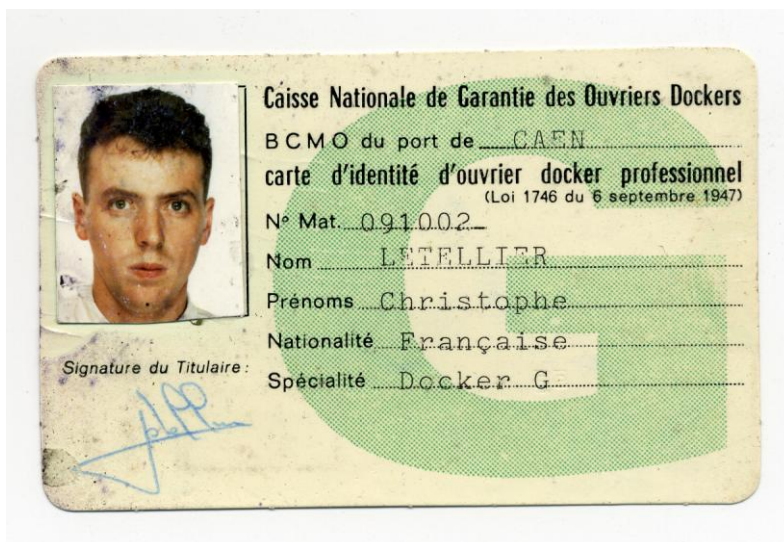 Caisse Nationale de Garantie des Ouvriers Dockers
BCMO du port de CAEN
carte d'identité d'ouvrier docker professionnel
(Loi 1746 du 6 septembre 1947)
N° Mat. 091002
Nom LETELLIER
Prénoms Christophe
Nationalité Française
Spécialité Docker G
Signature du Titulaire :
G